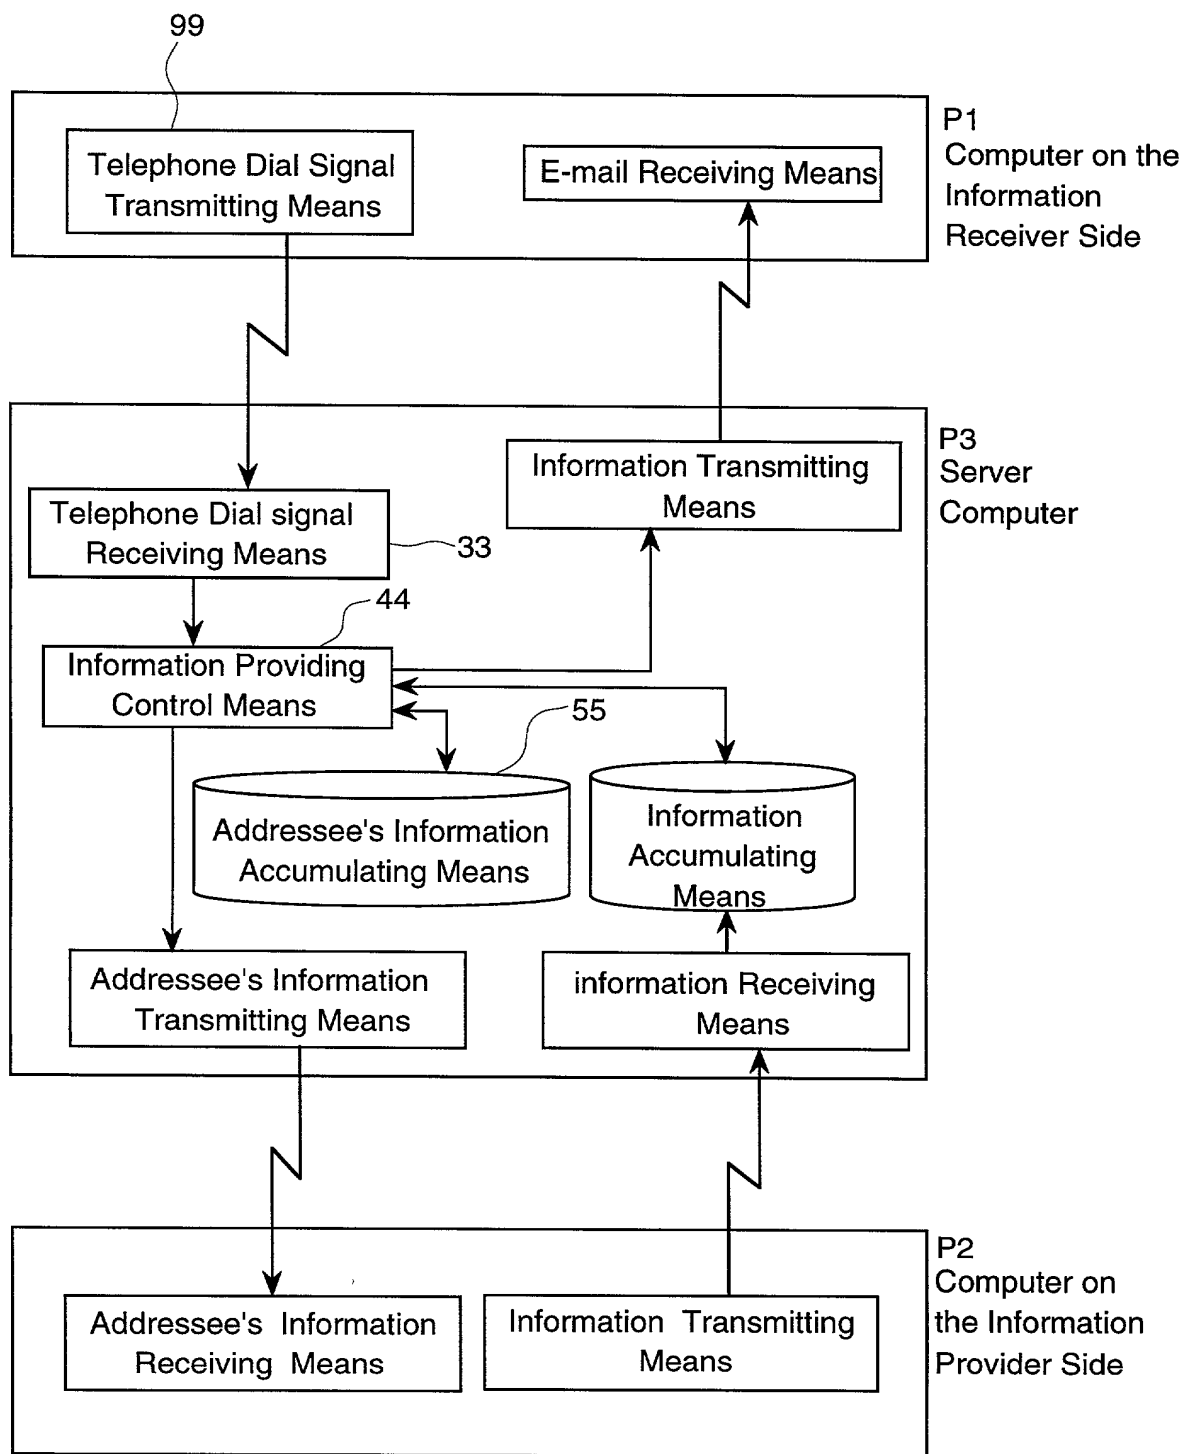 99
Telephone Dial Signal
Transmitting Means
E-mail Receiving Means
P1
Computer on the
Information
Receiver Side
Telephone Dial signal
Receiving Means
33
Information Transmitting
Means
P3
Server
Computer
44
Information Providing
Control Means
55
Addressee's Information
Accumulating Means
Information
Accumulating
Means
Addressee's Information
Transmitting Means
information Receiving
Means
Addressee's Information
Receiving Means
Information Transmitting
Means
P2
Computer on
the Information
Provider Side